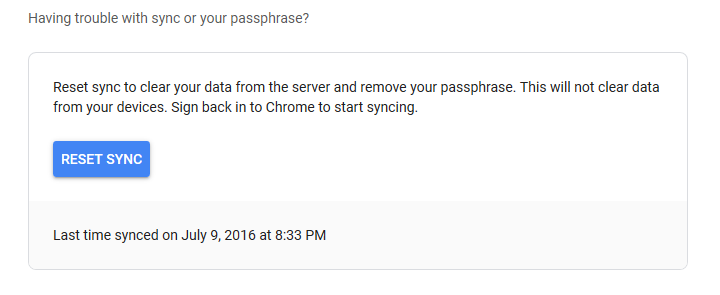 Having trouble with sync or your passphrase?
Reset sync to clear your data from the server and remove your passphrase. This will not clear data
from your devices. Sign back in to Chrome to start syncing.
RESET SYNC
Last time synced on July 9, 2016 at 8:33 PM